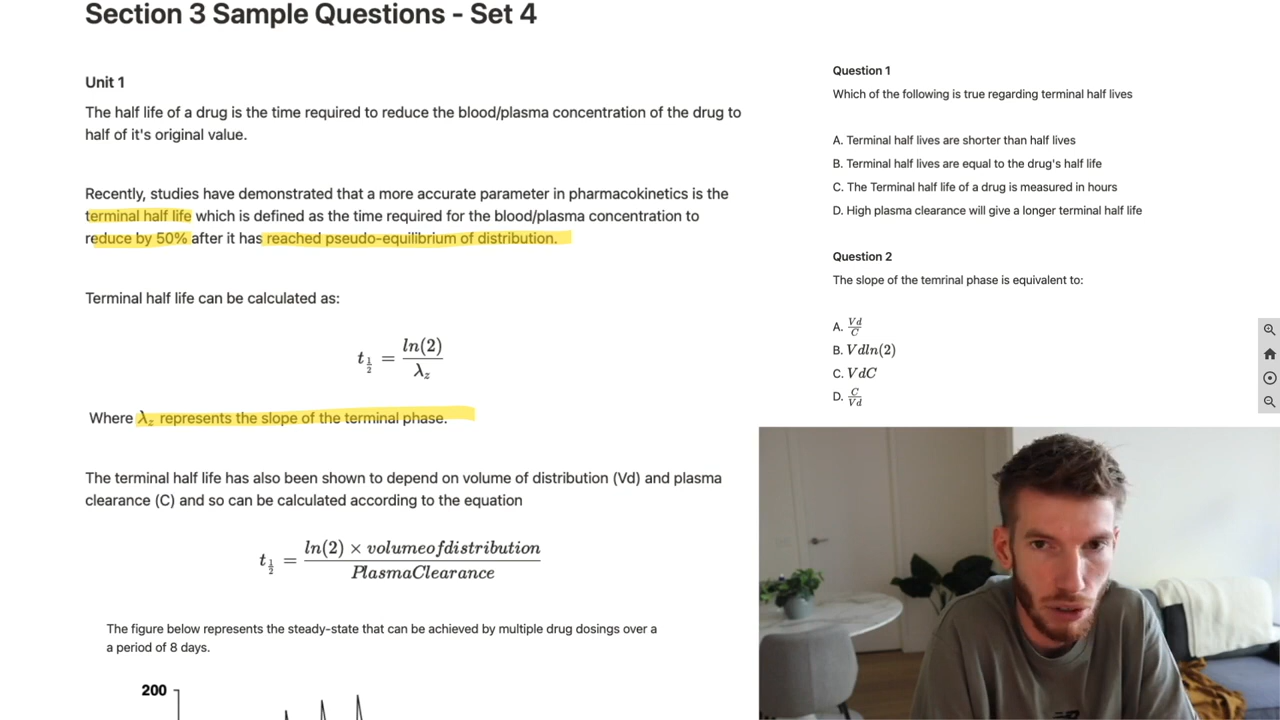 Section 3 Sample Questions - Set 4
Unit 1
The half life of a drug is the time required to reduce the blood/plasma concentration of the drug to
half of it's original value.
Recently, studies have demonstrated that a more accurate parameter in pharmacokinetics is the
terminal half life which is defined as the time required for the blood/plasma concentration to
reduce by 50% after it has reached pseudo-equilibrium of distribution.
Terminal half life can be calculated as:
t_{1/2} = ln(2) / λ_z
Where λ_z represents the slope of the terminal phase.
The terminal half life has also been shown to depend on volume of distribution (Vd) and plasma
clearance (C) and so can be calculated according to the equation
t_{1/2} = ln(2) × volumeofdistribution / PlasmaClearance
The figure below represents the steady-state that can be achieved by multiple drug dosings over a
a period of 8 days.
200
Question 1
Which of the following is true regarding terminal half lives
A. Terminal half lives are shorter than half lives
B. Terminal half lives are equal to the drug's half life
C. The Terminal half life of a drug is measured in hours
D. High plasma clearance will give a longer terminal half life
Question 2
The slope of the temrinal phase is equivalent to:
A. Vd / C
B. Vdln(2)
C. VdC
D. C / Vd